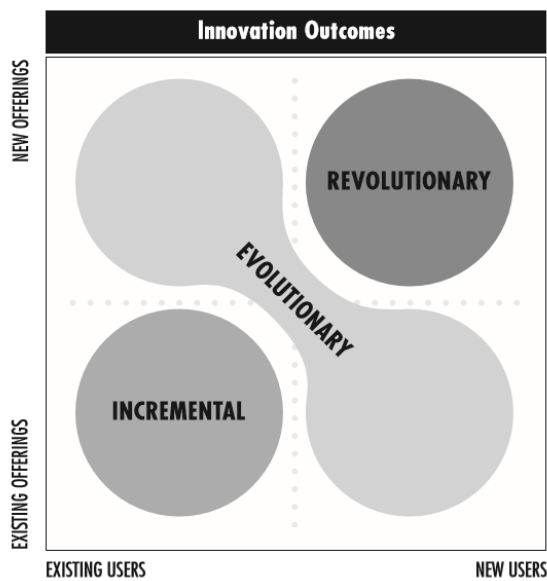 Innovation Outcomes
NEW OFFERINGS
REVOLUTIONARY
EVOLUTIONARY
INCREMENTAL
EXISTING OFFERINGS
EXISTING USERS
NEW USERS